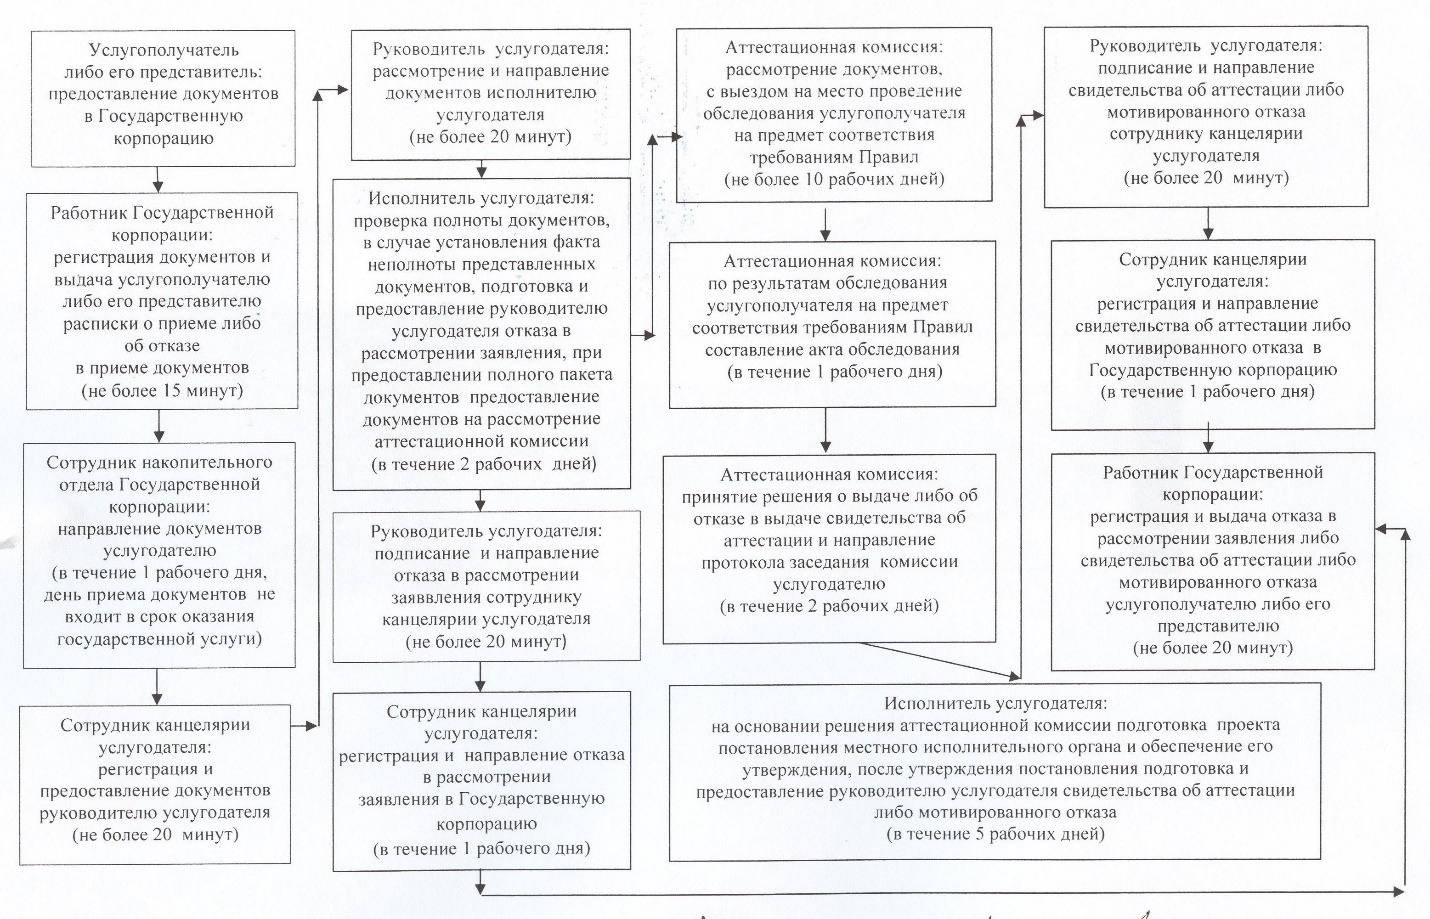 Услугополучатель
либо его представитель:
предоставление документов
в Государственную
корпорацию
Работник Государственной
корпорации:
регистрация документов и
выдача услугополучателю
либо его представителю
расписки о приеме либо
об отказе
в приеме документов
(не более 15 минут)
Сотрудник накопительного
отдела Государственной
корпорации:
направление документов
услугодателю
(в течение 1 рабочего дня,
день приема документов не
входит в срок оказания
государственной услуги)
Сотрудник канцелярии
услугодателя:
регистрация и
предоставление документов
руководителю услугодателя
(не более 20 минут)
Руководитель услугодателя:
рассмотрение и направление
документов исполнителю
услугодателя
(не более 20 минут)
Исполнитель услугодателя:
проверка полноты документов,
в случае установления факта
неполноты представленных
документов, подготовка и
предоставление руководителю
услугодателя отказа в
рассмотрении заявления, при
предоставлении полного пакета
документов предоставление
документов на рассмотрение
аттестационной комиссии
(в течение 2 рабочих дней)
Руководитель услугодателя:
подписание и направление
отказа в рассмотрении
заяввления сотруднику
канцелярии услугодателя
(не более 20 минут)
Сотрудник канцелярии
услугодателя:
регистрация и направление отказа
в рассмотрении
заявления в Государственную
корпорацию
(в течение 1 рабочего дня)
Аттестационная комиссия:
рассмотрение документов,
с выездом на место проведение
обследования услугополучателя
на предмет соответствия
требованиям Правил
(не более 10 рабочих дней)
Аттестационная комиссия:
по результатам обследования
услугополучателя на предмет
соответствия требованиям Правил
составление акта обследования
(в течение 1 рабочего дня)
Аттестационная комиссия:
принятие решения о выдаче либо об
отказе в выдаче свидетельства об
аттестации и направление
протокола заседания комиссии
услугодателю
(в течение 2 рабочих дней)
Исполнитель услугодателя:
на основании решения аттестационной комиссии подготовка проекта
постановления местного исполнительного органа и обеспечение его
утверждения, после утверждения постановления подготовка и
предоставление руководителю услугодателя свидетельства об аттестации
либо мотивированного отказа
(в течение 5 рабочих дней)
Руководитель услугодателя:
подписание и направление
свидетельства об аттестации либо
мотивированного отказа
сотруднику канцелярии
услугодателя
(не более 20 минут)
Сотрудник канцелярии
услугодателя:
регистрация и направление
свидетельства об аттестации либо
мотивированного отказа в
Государственную корпорацию
(в течение 1 рабочего дня)
Работник Государственной
корпорации:
регистрация и выдача отказа в
рассмотрении заявления либо
свидетельства об аттестации либо
мотивированного отказа
услугополучателю либо его
представителю
(не более 20 минут)